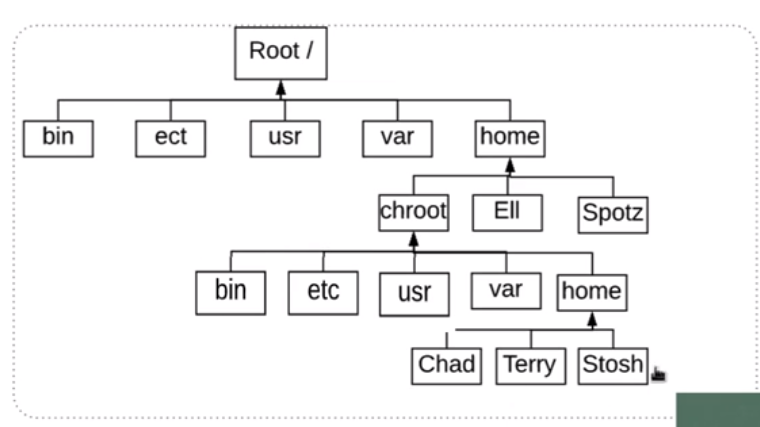 Root /
bin ect usr var home
chroot Ell Spotz
bin etc usr var home
Chad Terry Stosh